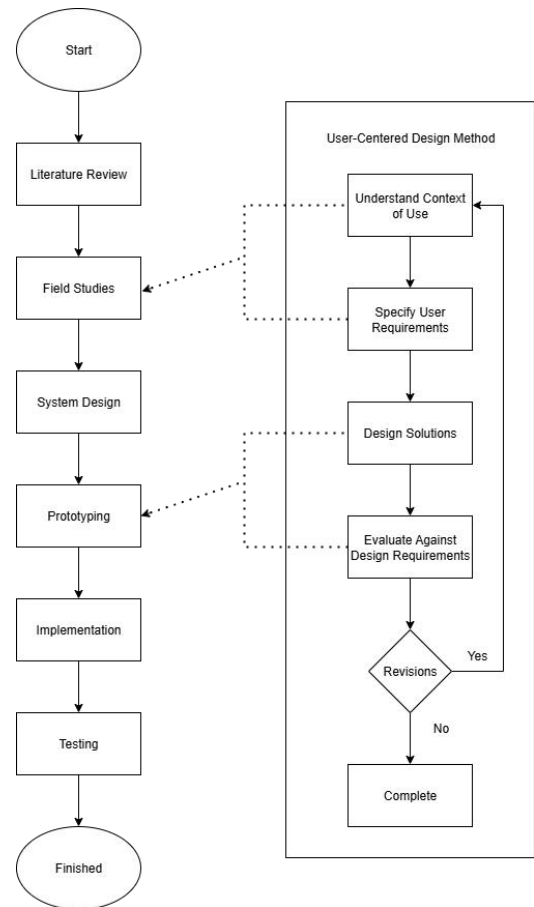 Start
Literature Review
Field Studies
System Design
Prototyping
Implementation
Testing
Finished
User-Centered Design Method
Understand Context
of Use
Specify User
Requirements
Design Solutions
Evaluate Against
Design Requirements
Revisions
Yes
No
Complete